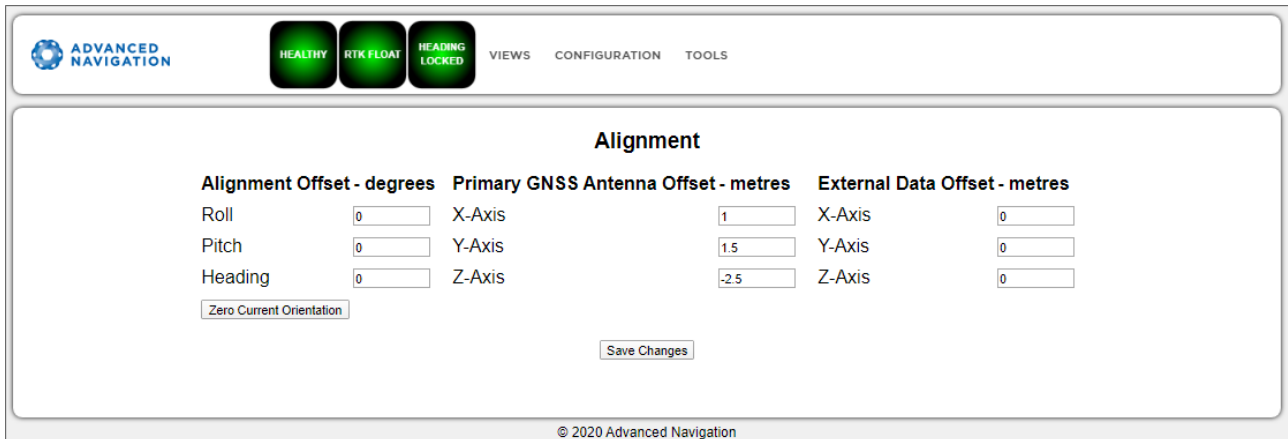 ADVANCED
NAVIGATION
HEALTHY
RTK FLOAT
HEADING
LOCKED
VIEWS CONFIGURATION TOOLS
Alignment
Alignment Offset - degrees Primary GNSS Antenna Offset - metres External Data Offset - metres
Roll 0 X-Axis 1 X-Axis 0
Pitch 0 Y-Axis 1.5 Y-Axis 0
Heading 0 Z-Axis -2.5 Z-Axis 0
Zero Current Orientation
Save Changes
© 2020 Advanced Navigation